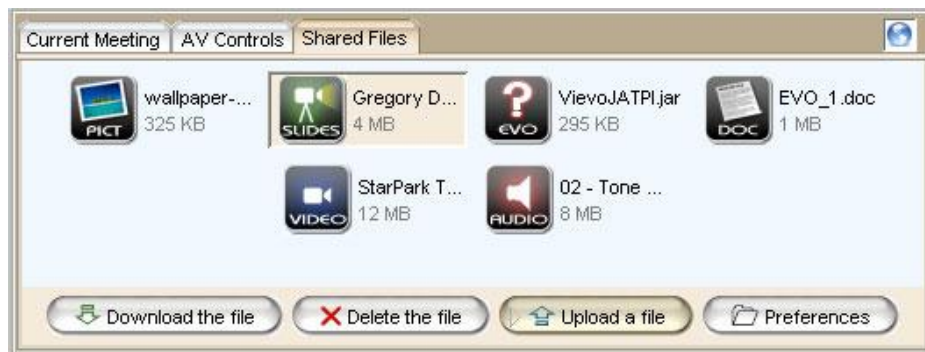 Current Meeting AV Controls Shared Files
PICT wallpaper-... 325 KB
SLIDES Gregory D... 4 MB
EVO VievoJATPI.jar 295 KB
DOC EVO_1.doc 1 MB
VIDEO StarPark T... 12 MB
AUDIO 02 - Tone ... 8 MB
Download the file Delete the file Upload a file Preferences